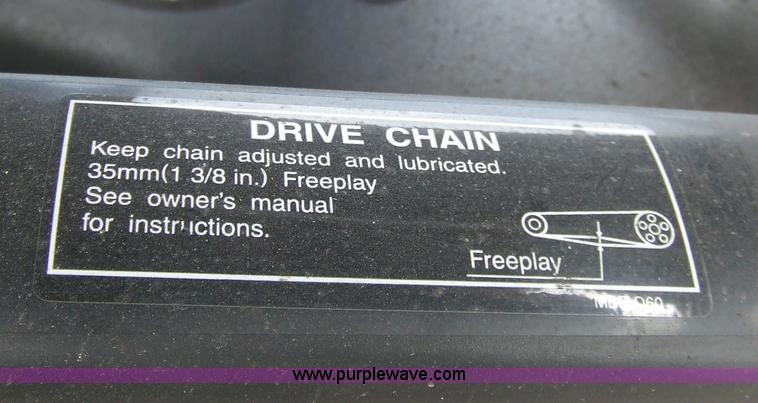 DRIVE CHAIN
Keep chain adjusted and lubricated.
35mm(1 3/8 in.) Freeplay
See owner's manual
for instructions.
Freeplay
www.purplewave.com